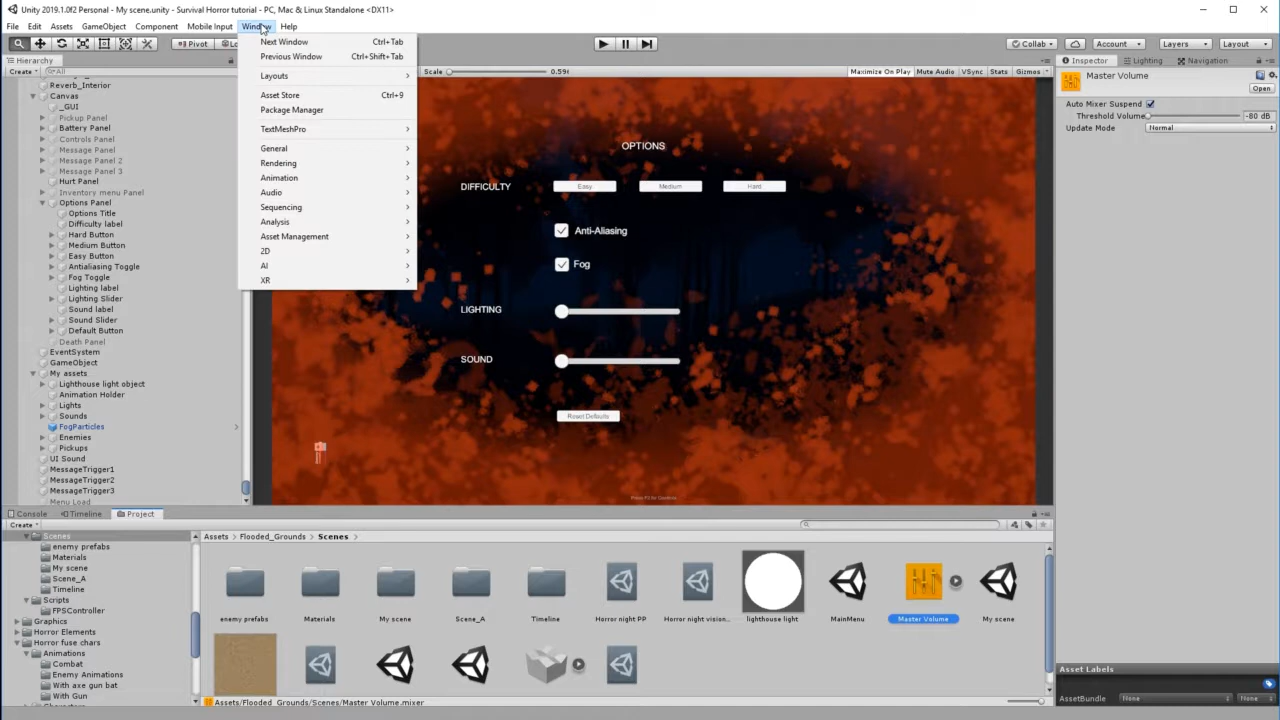 Unity 2019.1.0f2 Personal - My scene.unity - Survival Horror tutorial - PC, Mac & Linux Standalone <DX11>
File Edit Assets GameObject Component Mobile Input Window Help
Pivot
Collab Account Layers Layout
Next Window Ctrl+Tab
Previous Window Ctrl+Shift+Tab
Layouts
Asset Store Ctrl+9
Package Manager
TextMeshPro
General
Rendering
Animation
Audio
Sequencing
Analysis
Asset Management
2D
AI
XR
Hierarchy
Create
Reverb_Interior
Canvas
_GUI
Pickup Panel
Battery Panel
Controls Panel
Message Panel
Message Panel 2
Message Panel 3
Hurt Panel
Inventory menu Panel
Options Panel
Options Title
Difficulty label
Hard Button
Medium Button
Easy Button
Antialiasing Toggle
Fog Toggle
Lighting label
Lighting Slider
Sound label
Sound Slider
Default Button
Death Panel
EventSystem
GameObject
My assets
Lighthouse light object
Animation Holder
Lights
Sounds
FogParticles
Enemies
Pickups
UI Sound
MessageTrigger1
MessageTrigger2
MessageTrigger3
Menu Load
Scale Maximize On Play Mute Audio VSync Stats Gizmos
OPTIONS
DIFFICULTY Easy Medium Hard
Anti-Aliasing
Fog
LIGHTING
SOUND
Reset Defaults
Inspector Lighting Navigation
Master Volume
Open
Auto Mixer Suspend
Threshold Volume -80 dB
Update Mode Normal
Console Timeline Project
Create
Scenes
enemy prefabs
Materials
My scene
Scene_A
Timeline
Scripts
FPSController
Graphics
Horror Elements
Horror fuse chars
Animations
Combat
Enemy Animations
With axe gun bat
With Gun
Assets > Flooded_Grounds > Scenes >
enemy prefabs Materials My scene Scene_A Timeline Horror night PP Horror night vision... lighthouse light MainMenu Master Volume My scene
Assets/Flooded_Grounds/Scenes/Master Volume.mixer
Asset Labels
AssetBundle None None